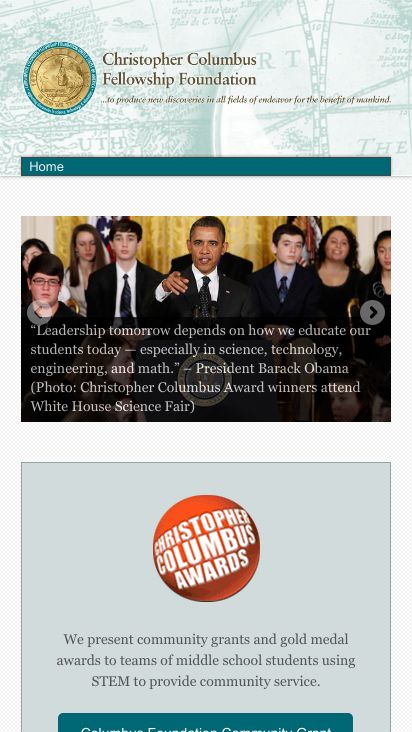 Christopher Columbus
Fellowship Foundation
...to produce new discoveries in all fields of endeavor for the benefit of mankind.
Home
“Leadership tomorrow depends on how we educate our
students today — especially in science, technology,
engineering, and math.” – President Barack Obama
(Photo: Christopher Columbus Award winners attend
White House Science Fair)
CHRISTOPHER
COLUMBUS
AWARDS
We present community grants and gold medal
awards to teams of middle school students using
STEM to provide community service.
Columbus Foundation Community Grant